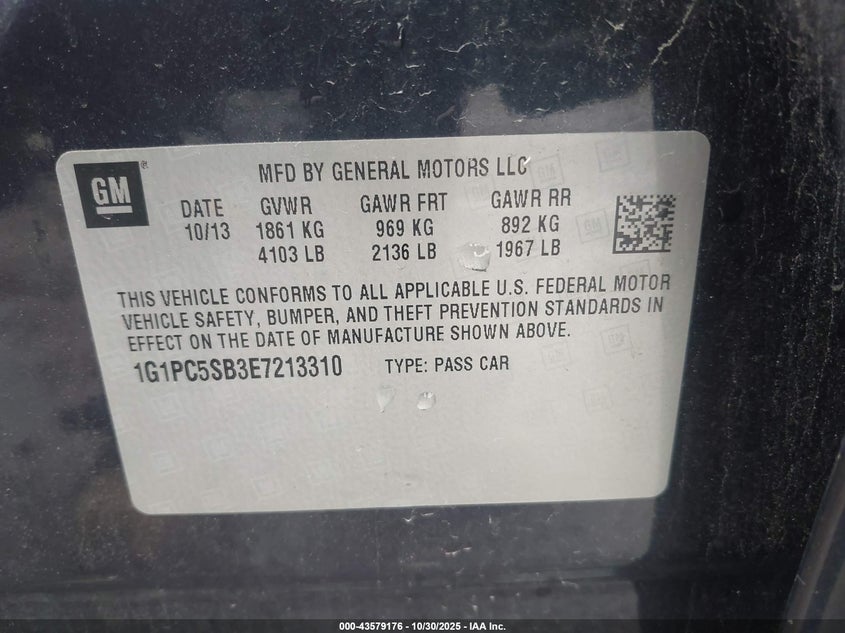 GM
®
MFD BY GENERAL MOTORS LLC
DATE GVWR GAWR FRT GAWR RR
10/13 1861 KG 969 KG 892 KG
4103 LB 2136 LB 1967 LB
THIS VEHICLE CONFORMS TO ALL APPLICABLE U.S. FEDERAL MOTOR
VEHICLE SAFETY, BUMPER, AND THEFT PREVENTION STANDARDS IN
EFFECT ON THE DATE OF MANUFACTURE SHOWN ABOVE.
1G1PC5SB3E7213310 TYPE: PASS CAR
000-43579176 - 10/30/2025 - IAA Inc.